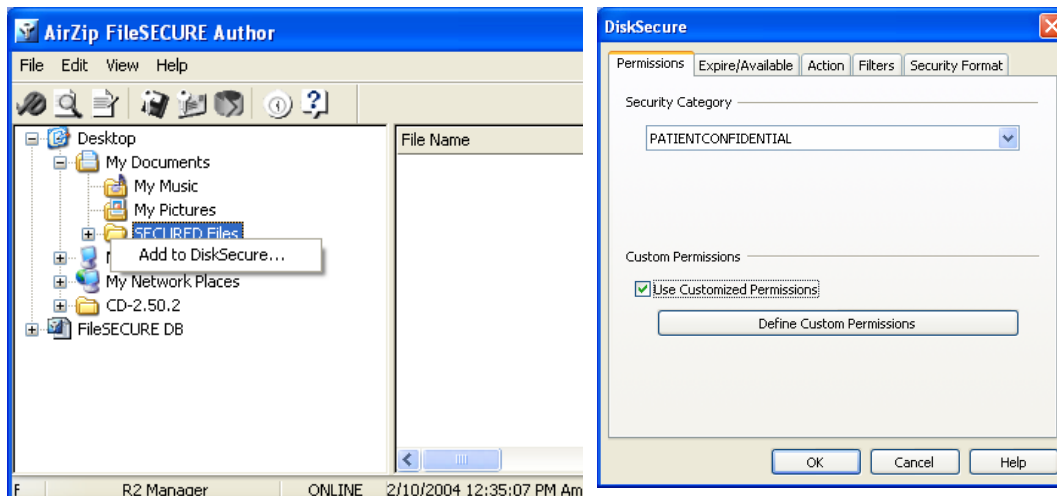 AirZip FileSECURE Author
File Edit View Help
Desktop
My Documents
My Music
My Pictures
SECURED Files
Add to DiskSecure...
My Network Places
CD-2.50.2
FileSECURE DB
File Name
F R2 Manager ONLINE 2/10/2004 12:35:07 PM Am
DiskSecure
Permissions Expire/Available Action Filters Security Format
Security Category
PATIENTCONFIDENTIAL
Custom Permissions
Use Customized Permissions
Define Custom Permissions
OK Cancel Help